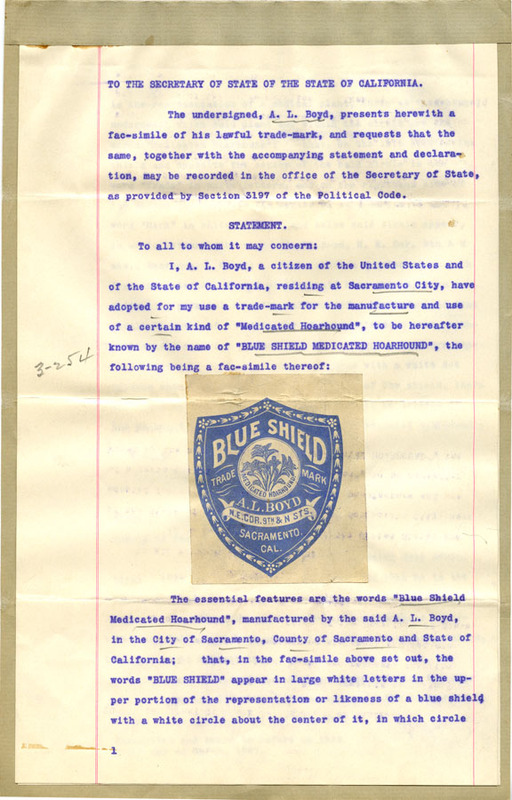 TO THE SECRETARY OF STATE OF THE STATE OF CALIFORNIA.
The undersigned, A. L. Boyd, presents herewith a
fac-simile of his lawful trade-mark, and requests that the
same, together with the accompanying statement and declara-
tion, may be recorded in the office of the Secretary of State,
as provided by Section 3197 of the Political Code.
STATEMENT.
To all to whom it may concern:
I, A. L. Boyd, a citizen of the United States and
of the State of California, residing at Sacramento City, have
adopted for my use a trade-mark for the manufacture and use
of a certain kind of "Medicated Hoarhound", to be hereafter
known by the name of "BLUE SHIELD MEDICATED HOARHOUND", the
following being a fac-simile thereof:
3-254
BLUE SHIELD
TRADE MARK
MEDICATED HOARHOUND
A.L. BOYD
N.E. COR. 9TH & N STS.
SACRAMENTO,
CAL.
The essential features are the words "Blue Shield
Medicated Hoarhound", manufactured by the said A. L. Boyd,
in the City of Sacramento, County of Sacramento and State of
California; that, in the fac-simile above set out, the
words "BLUE SHIELD" appear in large white letters in the up-
per portion of the representation or likeness of a blue shield
with a white circle about the center of it, in which circle
1